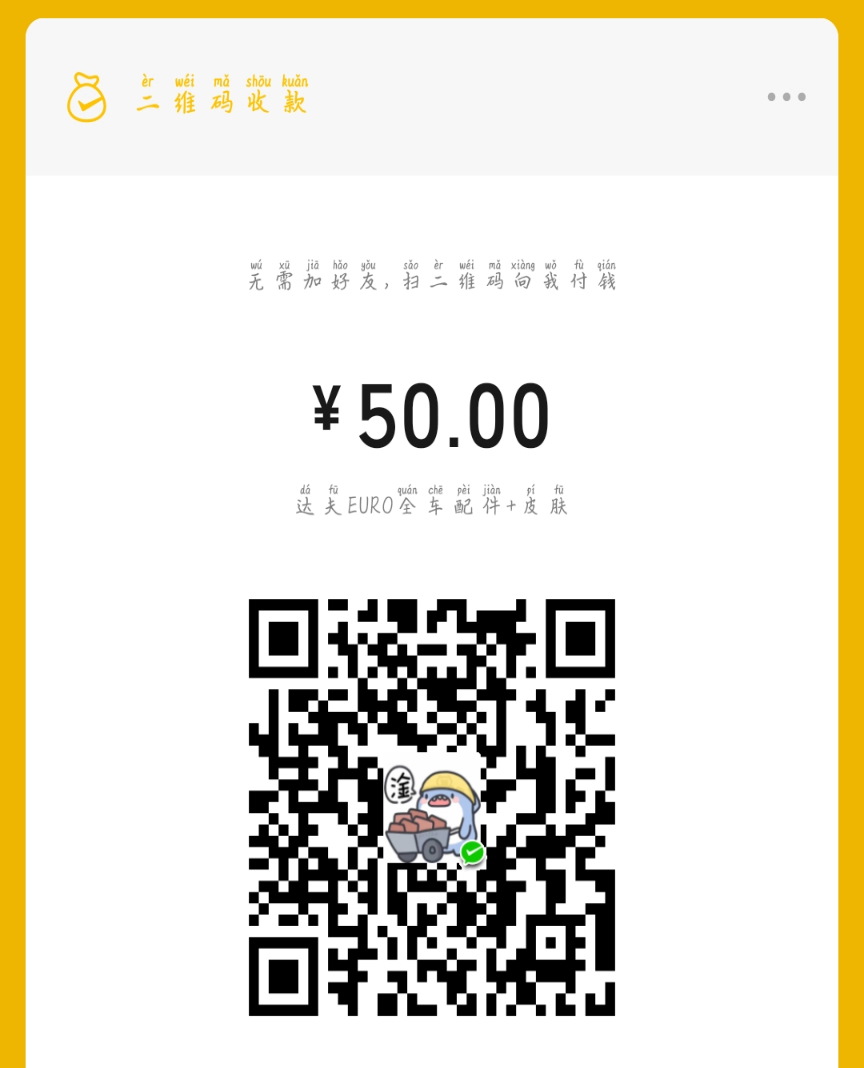 èr wéi mǎ shōu kuǎn
二维码收款
wú xū jiā hǎo yǒu sǎo èr wéi mǎ xiàng wǒ fù qián
无需加好友,扫二维码向我付钱
¥50.00
dá fū quán chē pèi jiàn pí fū
达夫EURO全车配件+皮肤
淦